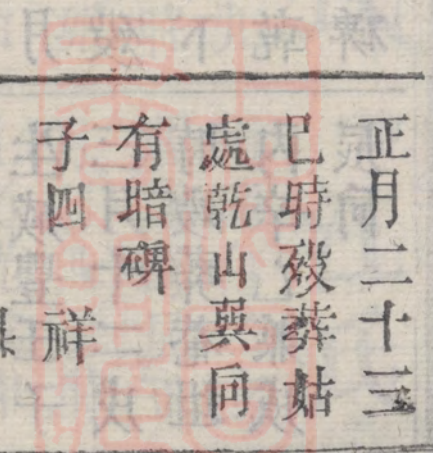 正月二十三
巳時殁葬姑
處乾山巽向
有暗碑
子四　祥